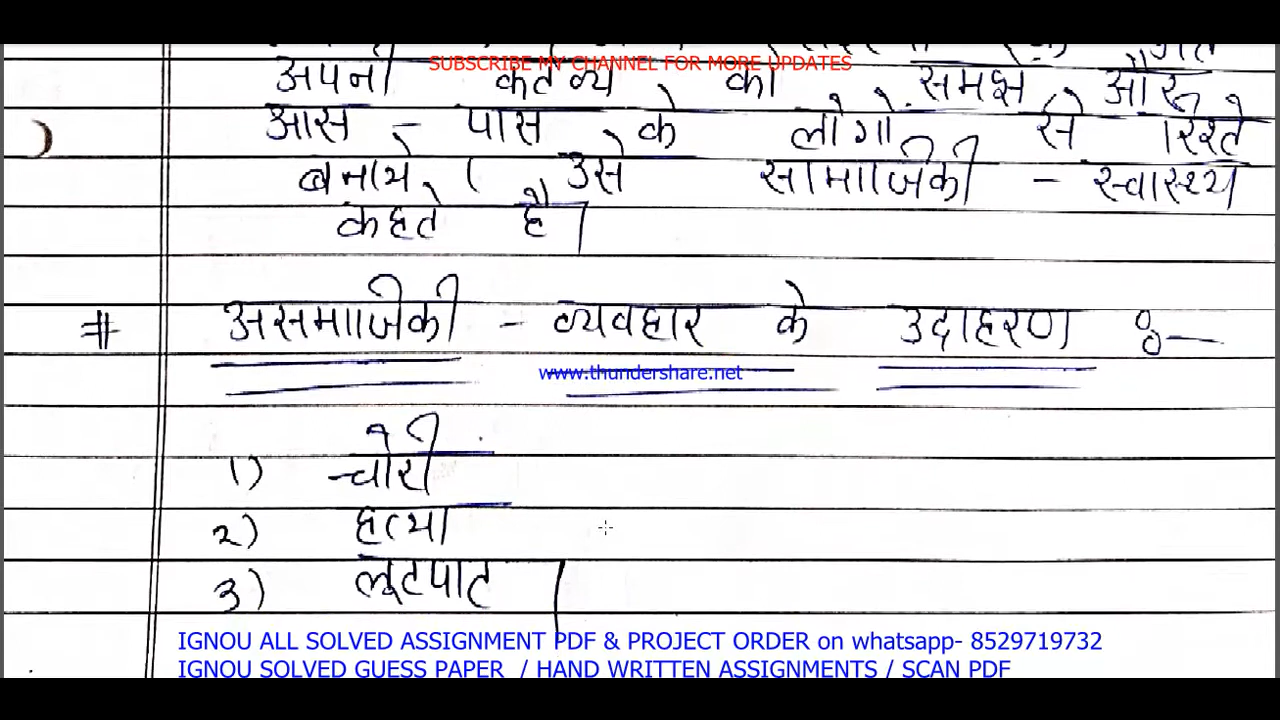 SUBSCRIBE MY CHANNEL FOR MORE UPDATES
अपनी कर्तव्य को समझे और
आस - पास के लोगों से रिश्ते
बनाये । उसे सामाजिकी - स्वास्थ्य
कहते है।
# असमाजिकी - व्यवहार के उदाहरण :-
www.thundershare.net
1) चोरी
2) हत्या
3) लूटपाट ।
IGNOU ALL SOLVED ASSIGNMENT PDF & PROJECT ORDER on whatsapp- 8529719732
IGNOU SOLVED GUESS PAPER / HAND WRITTEN ASSIGNMENTS / SCAN PDF